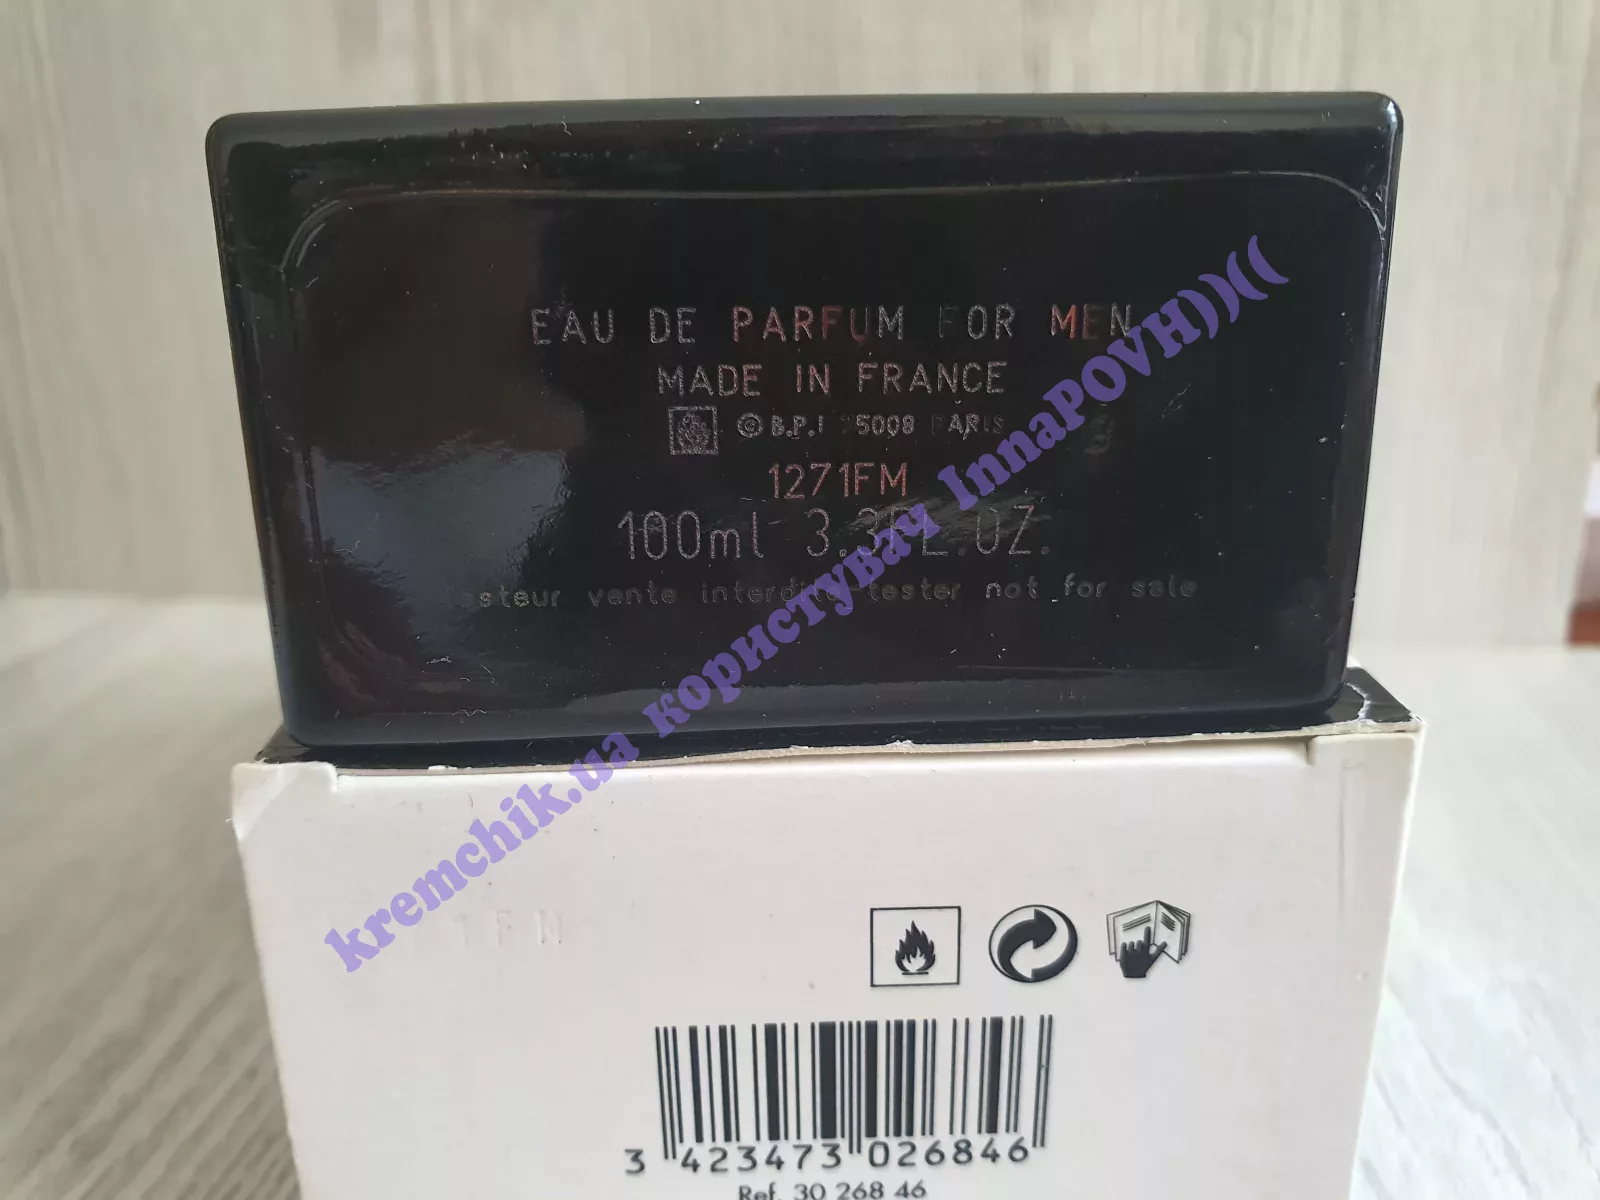 EAU DE PARFUM FOR MEN
MADE IN FRANCE
© B.P.I 75008 PARIS
1271FM
100ml 3.3FL.OZ.
testeur vente interdite-tester not for sale
kremchik.ua користувач InnaPOVH))((
1FM
3 423473 026846
Ref. 30 268 46